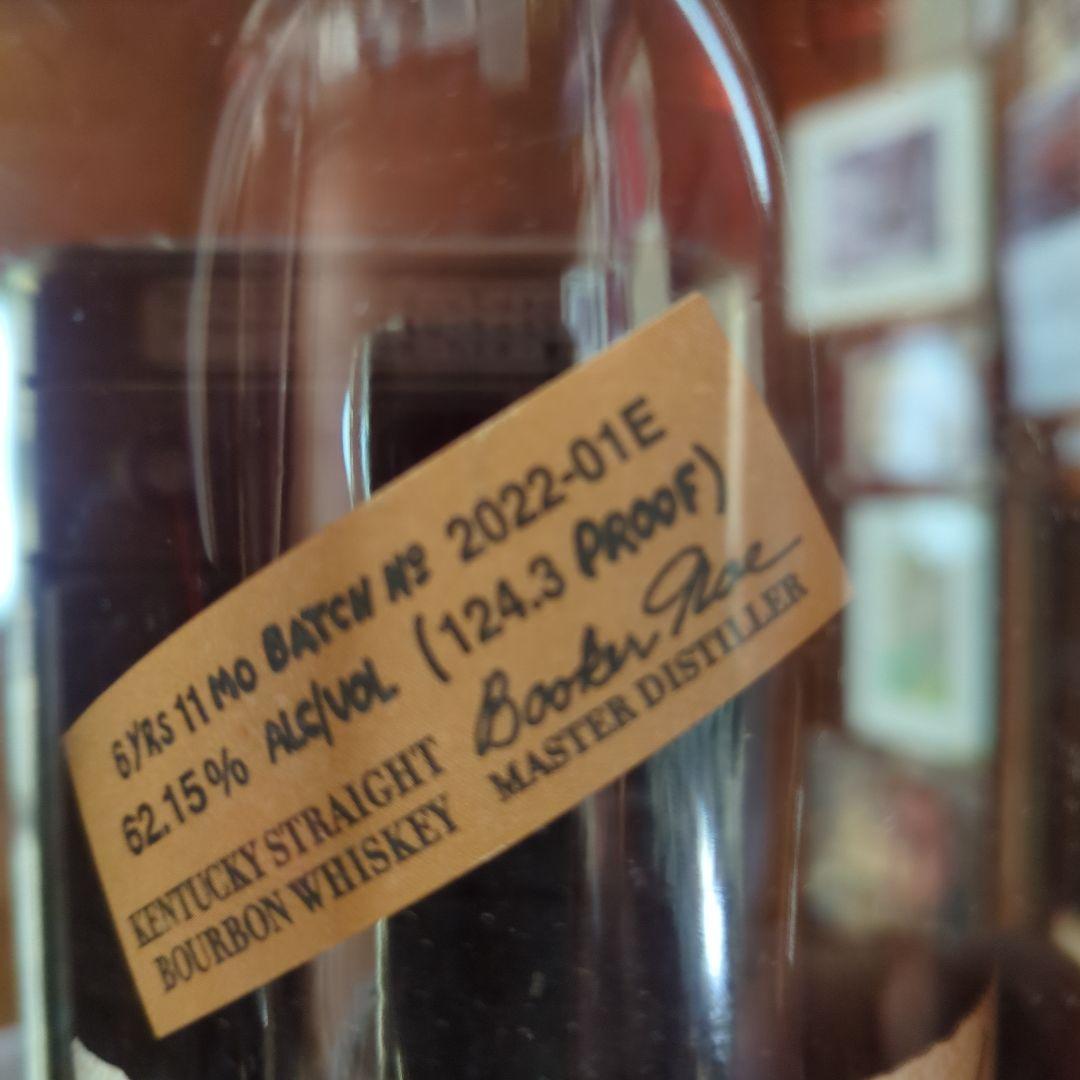 6 YRS 11 MO BATCH Nº 2022-01E
62.15% ALC/VOL (124.3 PROOF)
KENTUCKY STRAIGHT
BOURBON WHISKEY
Booker Noe
MASTER DISTILLER